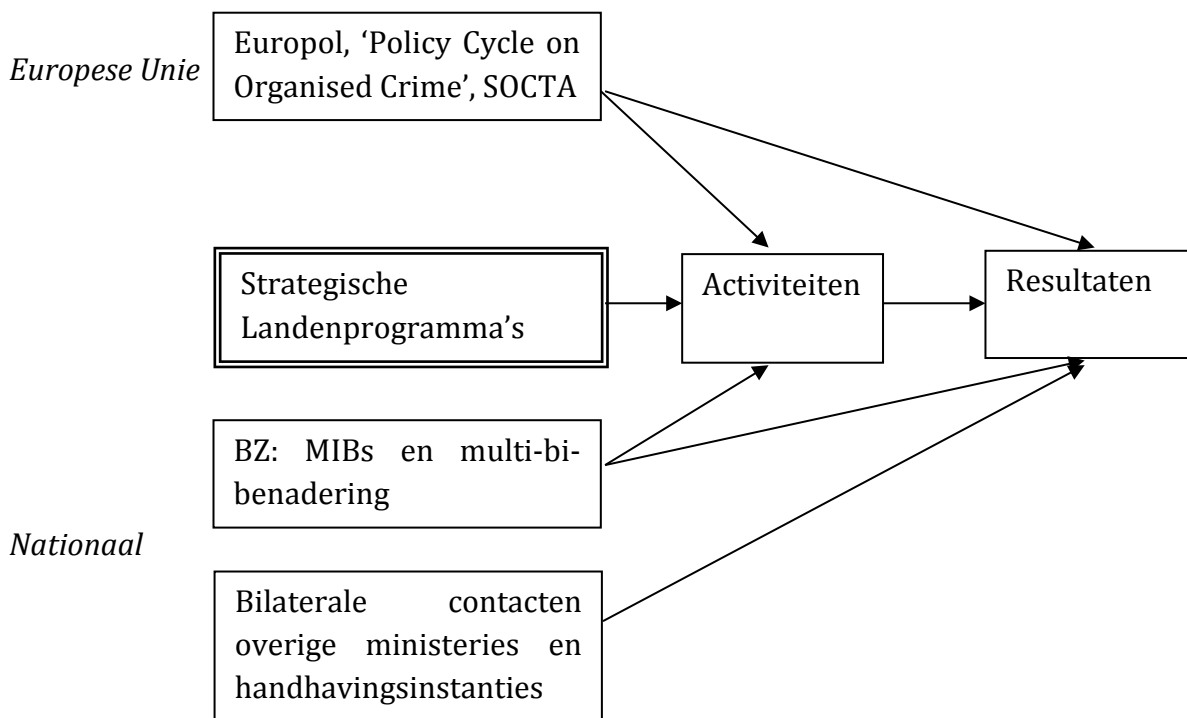 Europese Unie
Europol, ‘Policy Cycle on
Organised Crime’, SOCTA
Strategische
Landenprogramma’s
Activiteiten
Resultaten
BZ: MIBs en multi-bi-
benadering
Nationaal
Bilaterale contacten
overige ministeries en
handhavingsinstanties